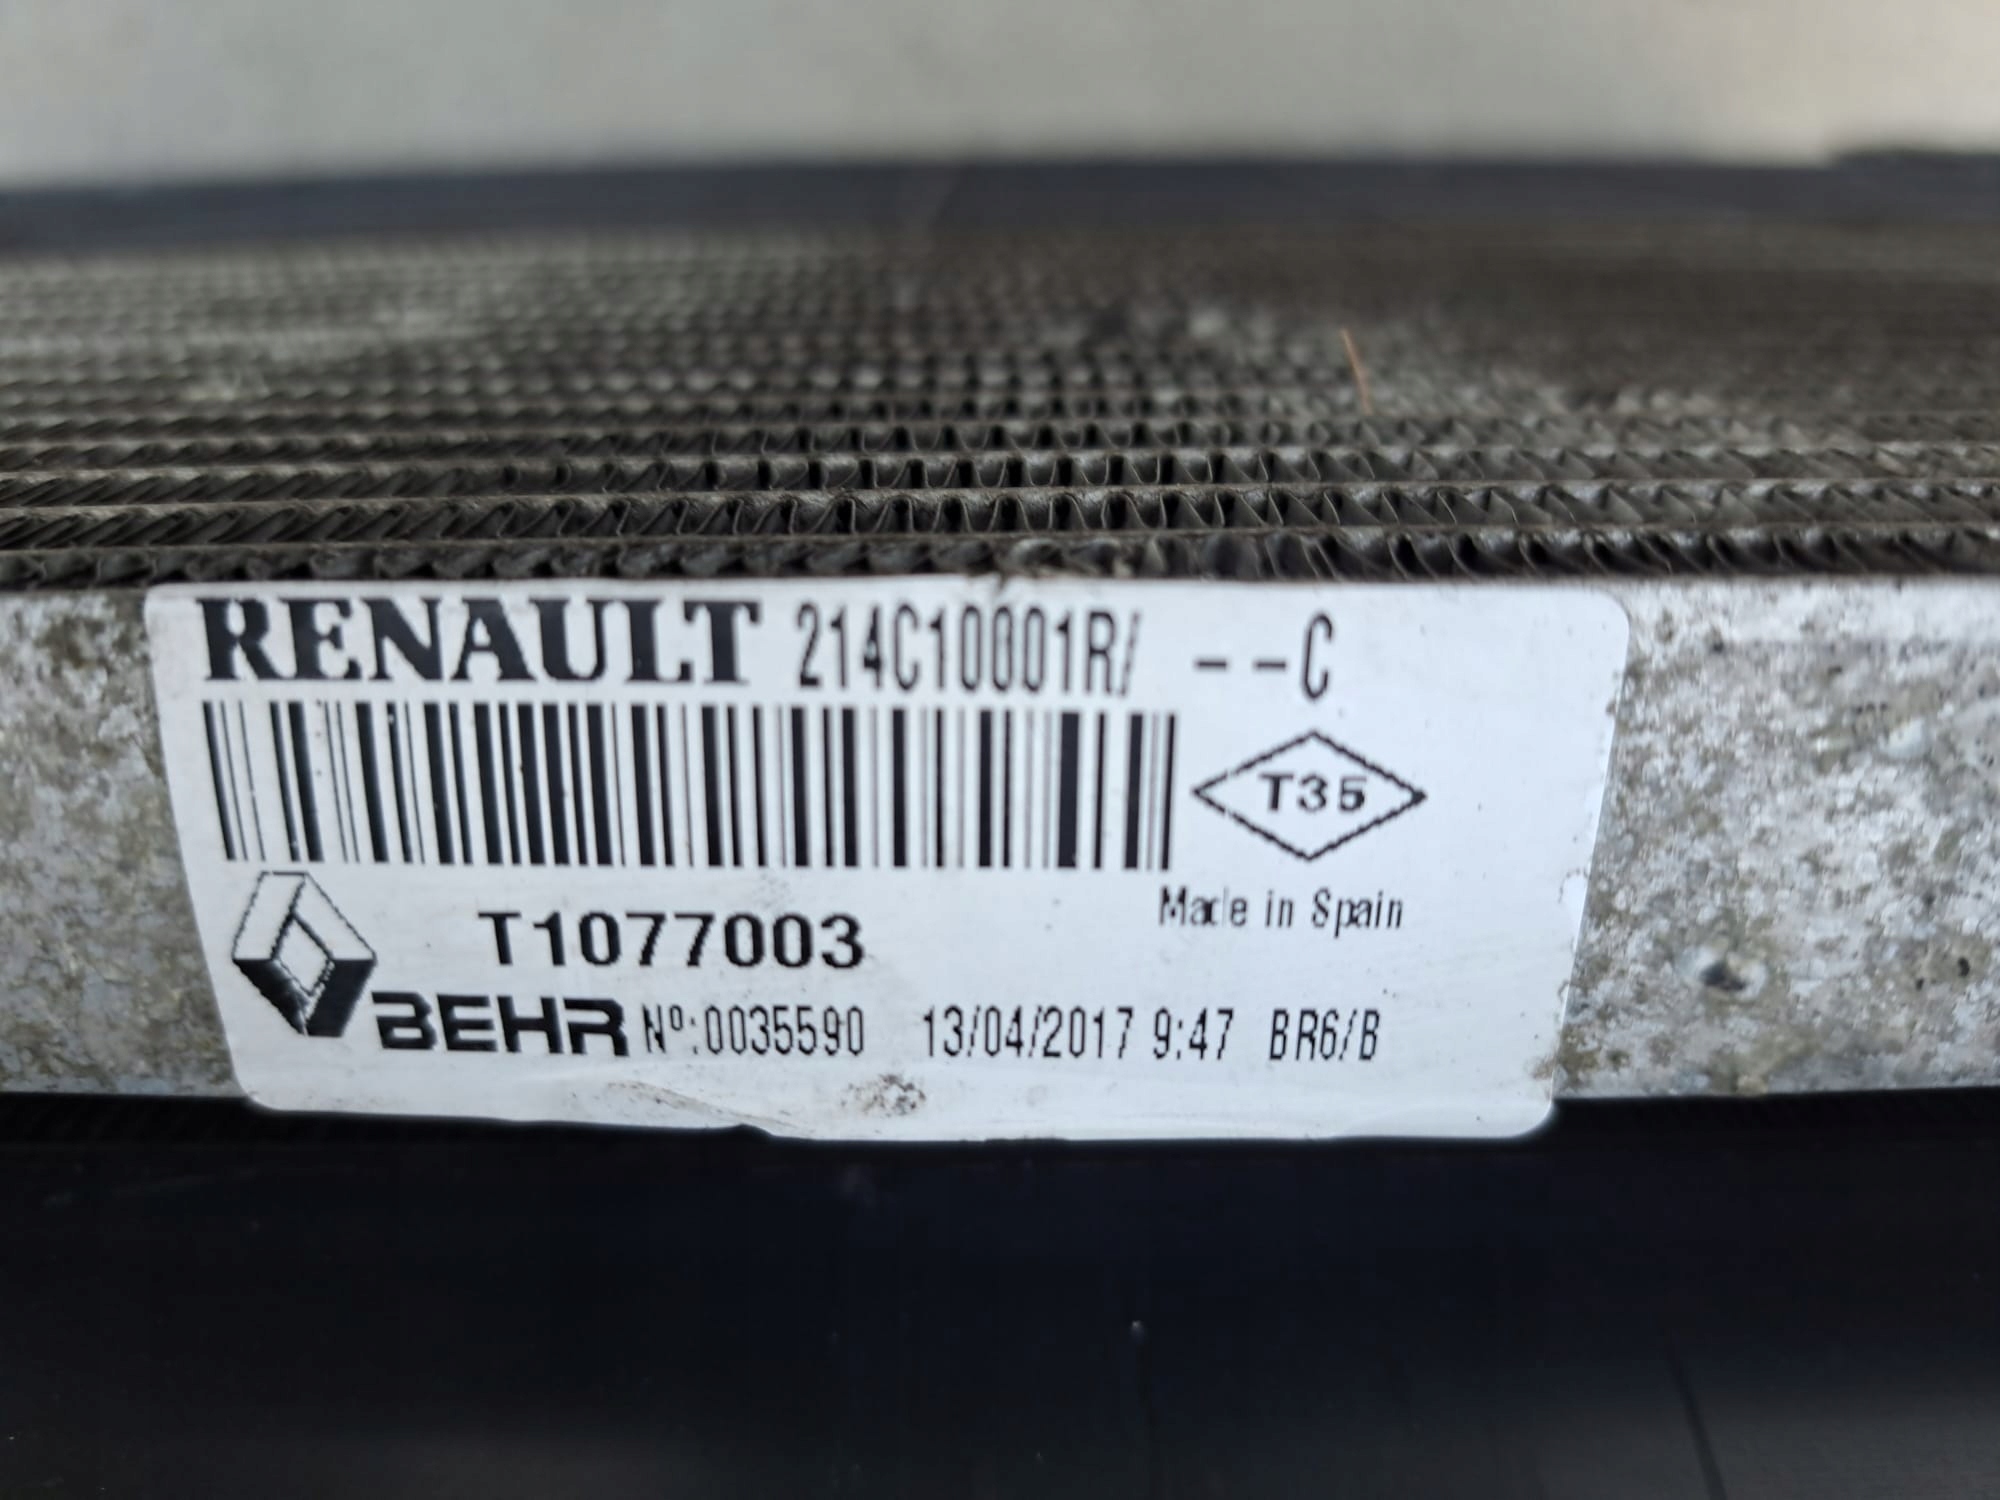 RENAULT 214C10001R/ --C
T35
Made in Spain
T1077003
BEHR Nº:0035590 13/04/2017 9:47 BR6/B